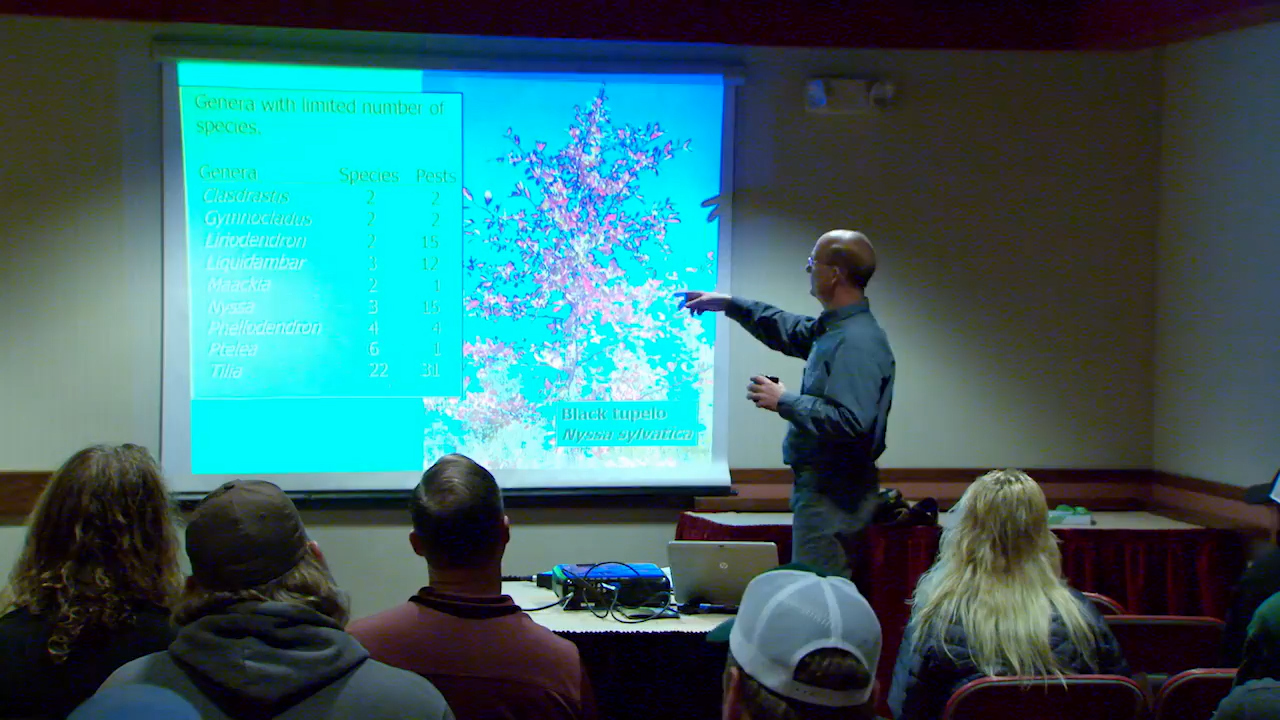 Genera with limited number of
species.
Genera Species Pests
Cladrastis 2 2
Gymnocladus 2 2
Liriodendron 2 15
Liquidambar 3 12
Maackia 2 1
Nyssa 3 15
Phellodendron 4 4
Ptelea 6 1
Tilia 22 31
Black tupelo
Nyssa sylvatica